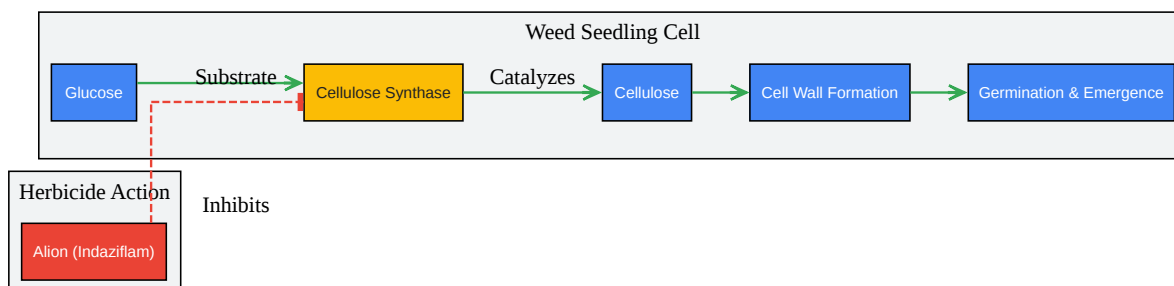 Weed Seedling Cell
Glucose
Substrate
Cellulose Synthase
Catalyzes
Cellulose
Cell Wall Formation
Germination & Emergence
Herbicide Action
Inhibits
Alion (Indaziflam)